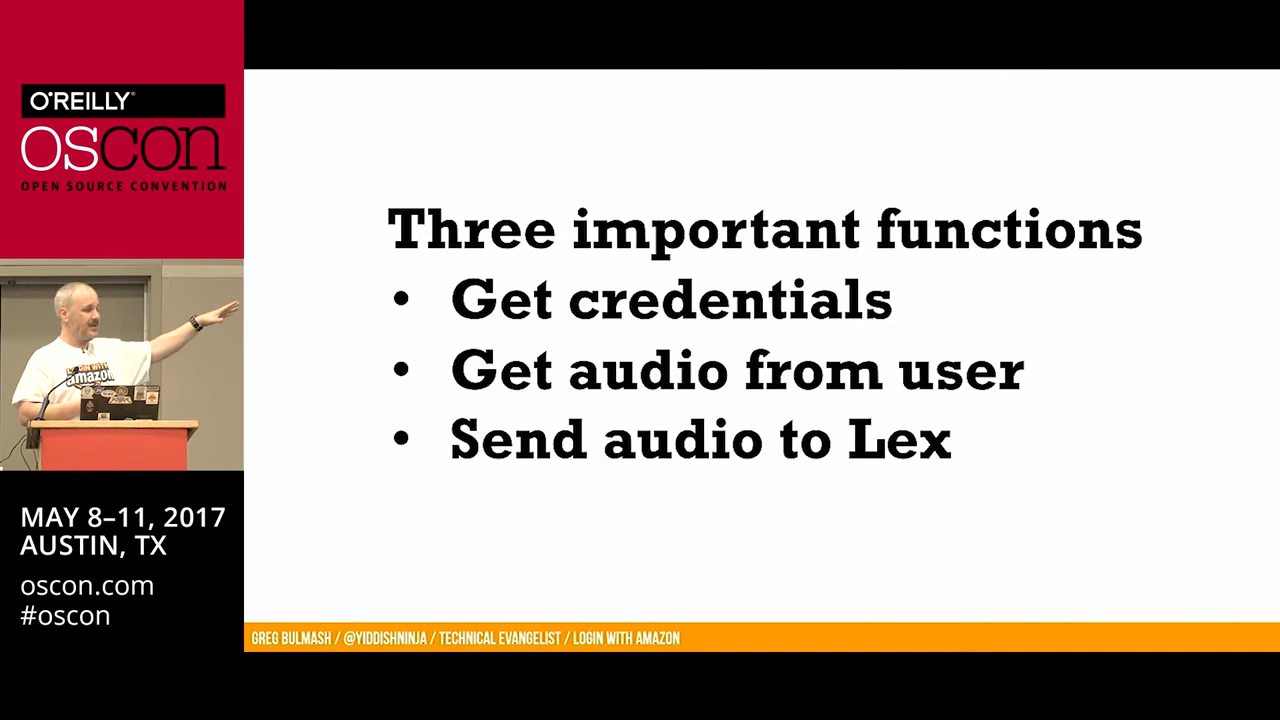 O'REILLY®
OSCON
OPEN SOURCE CONVENTION
MAY 8–11, 2017
AUSTIN, TX
oscon.com
#oscon
Three important functions
• Get credentials
• Get audio from user
• Send audio to Lex
GREG BULMASH / @YIDDISHNINJA / TECHNICAL EVANGELIST / LOGIN WITH AMAZON
amazon